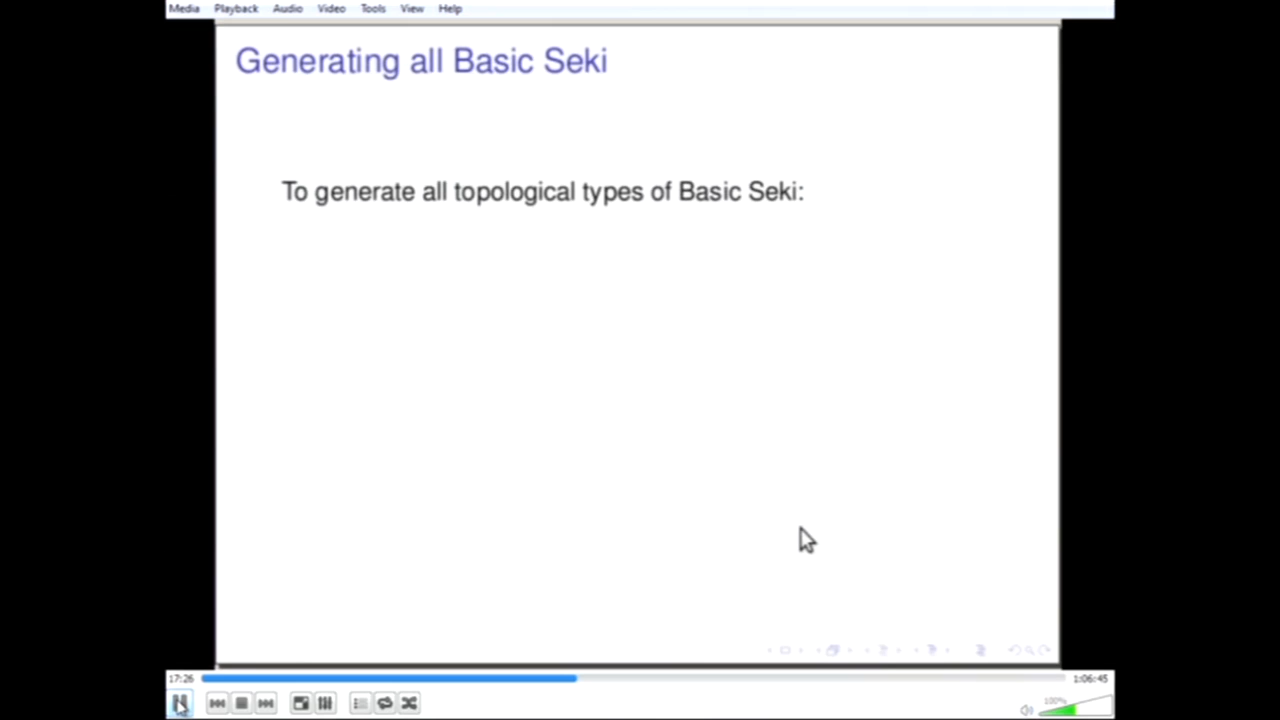 Media Playback Audio Video Tools View Help
Generating all Basic Seki
To generate all topological types of Basic Seki:
17:26
1:06:45
100%